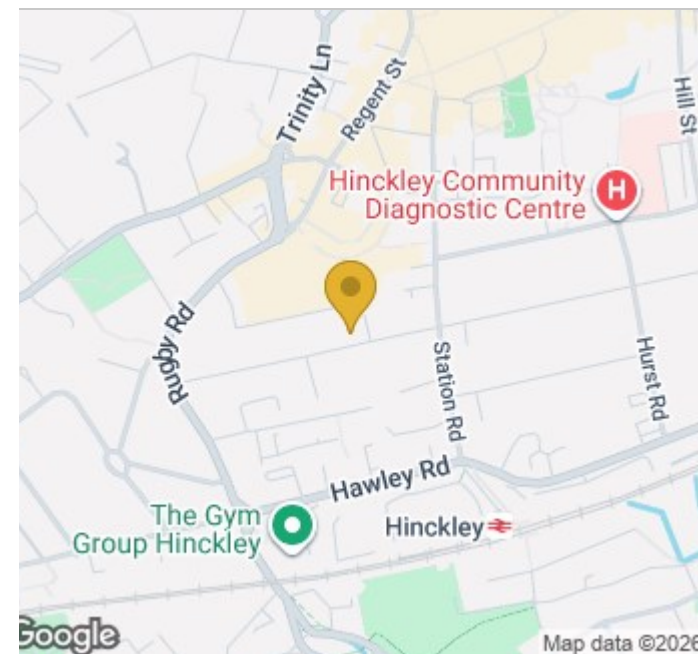 Trinity Ln
Regent St
Hill St
Hinckley Community
Diagnostic Centre
H
Rugby Rd
Station Rd
Hurst Rd
Hawley Rd
The Gym
Group Hinckley
Hinckley
Google
Map data ©2026